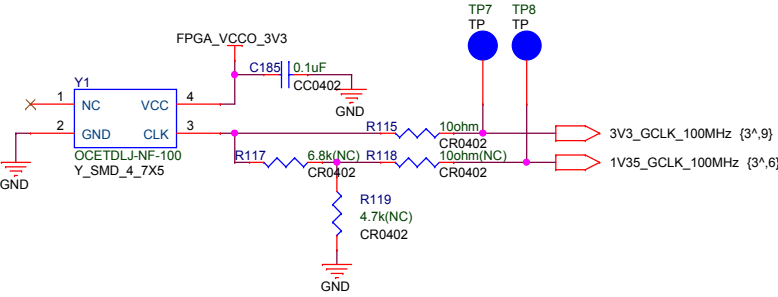 TP7 TP8
TP TP
FPGA_VCCO_3V3
C185 0.1uF
CC0402
GND
Y1
1 NC VCC 4
2 GND CLK 3
OCETDLJ-NF-100
Y_SMD_4_7X5
GND
R115 10ohm
CR0402
3V3_GCLK_100MHz {3^,9}
R117 6.8k(NC) R118 10ohm(NC)
CR0402 CR0402
1V35_GCLK_100MHz {3^,6}
R119
4.7k(NC)
CR0402
GND